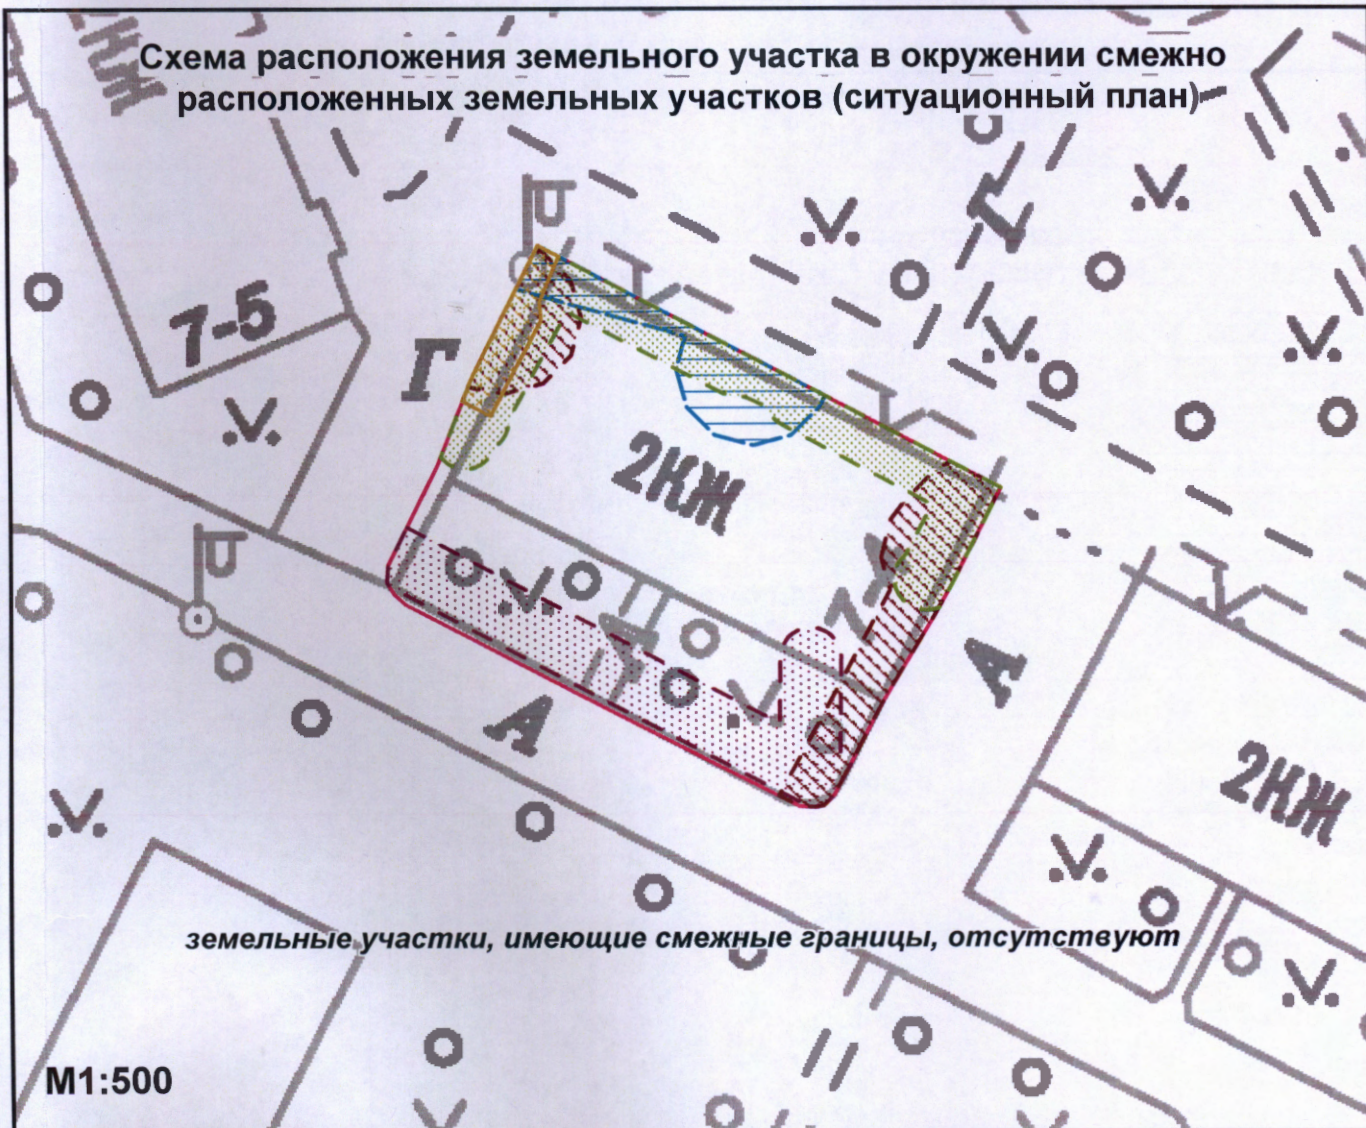 Схема расположения земельного участка в окружении смежно
расположенных земельных участков (ситуационный план)
КЖ
7-5
Г
2КЖ
А
А
2КЖ
земельные участки, имеющие смежные границы, отсутствуют
М1:500